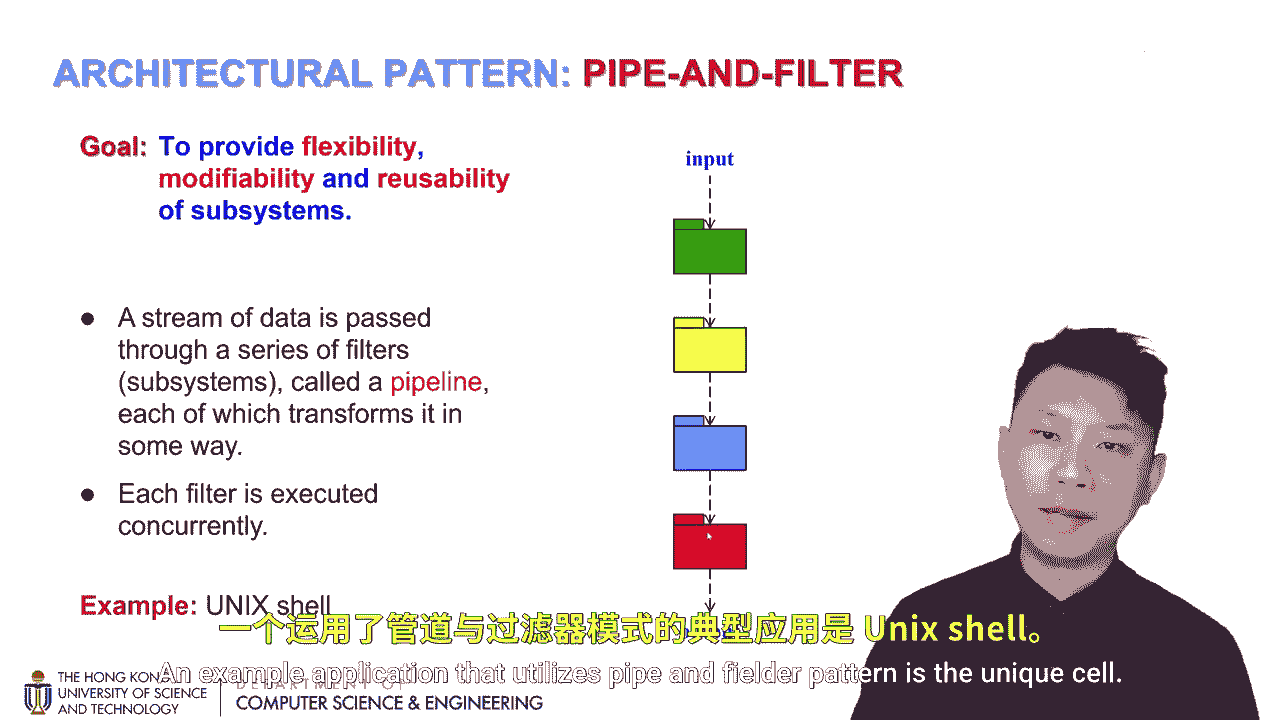 ARCHITECTURAL PATTERN: PIPE-AND-FILTER
Goal: To provide flexibility,
modifiability and reusability
of subsystems.
input
A stream of data is passed
through a series of filters
(subsystems), called a pipeline,
each of which transforms it in
some way.
Each filter is executed
concurrently.
Example: UNIX shell
一个运用了管道与过滤器模式的典型应用是 Unix shell。
An example application that utilizes pipe and fielder pattern is the unique cell.
THE HONG KONG
UNIVERSITY OF SCIENCE
AND TECHNOLOGY
DEPARTMENT OF
COMPUTER SCIENCE & ENGINEERING